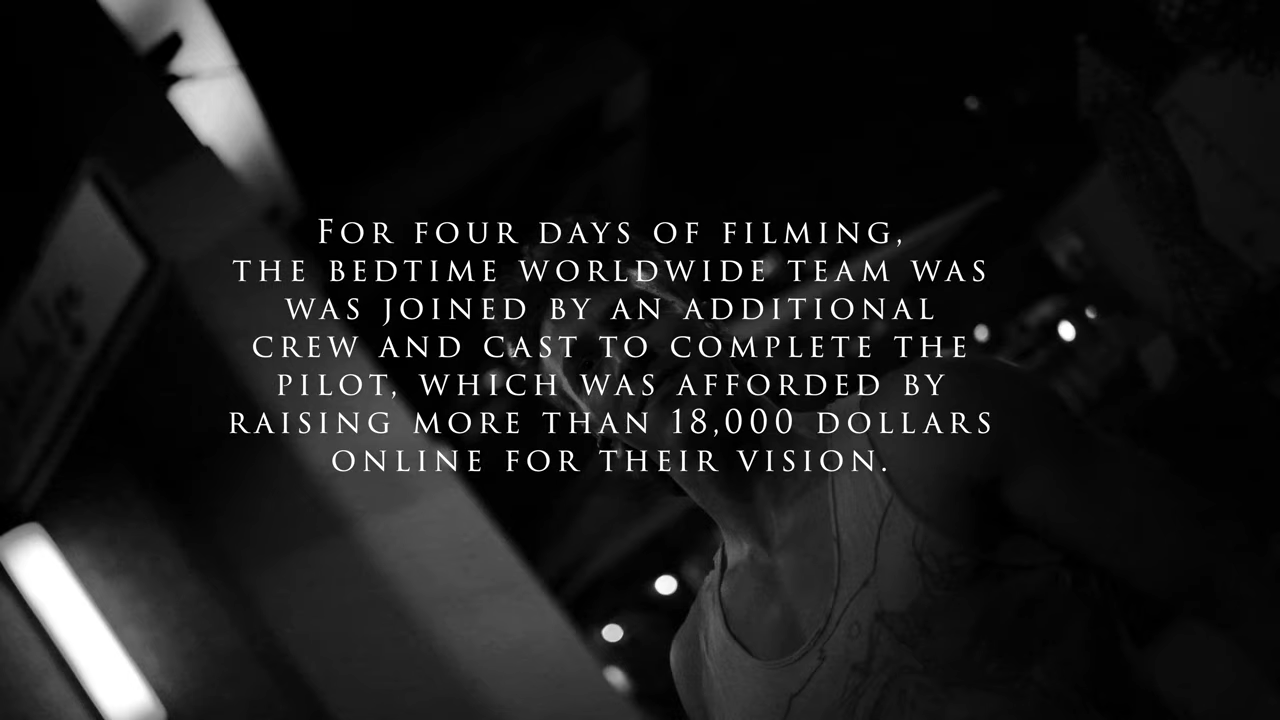 For four days of filming,
the Bedtime Worldwide team was
was joined by an additional
crew and cast to complete the
pilot, which was afforded by
raising more than 18,000 dollars
online for their vision.